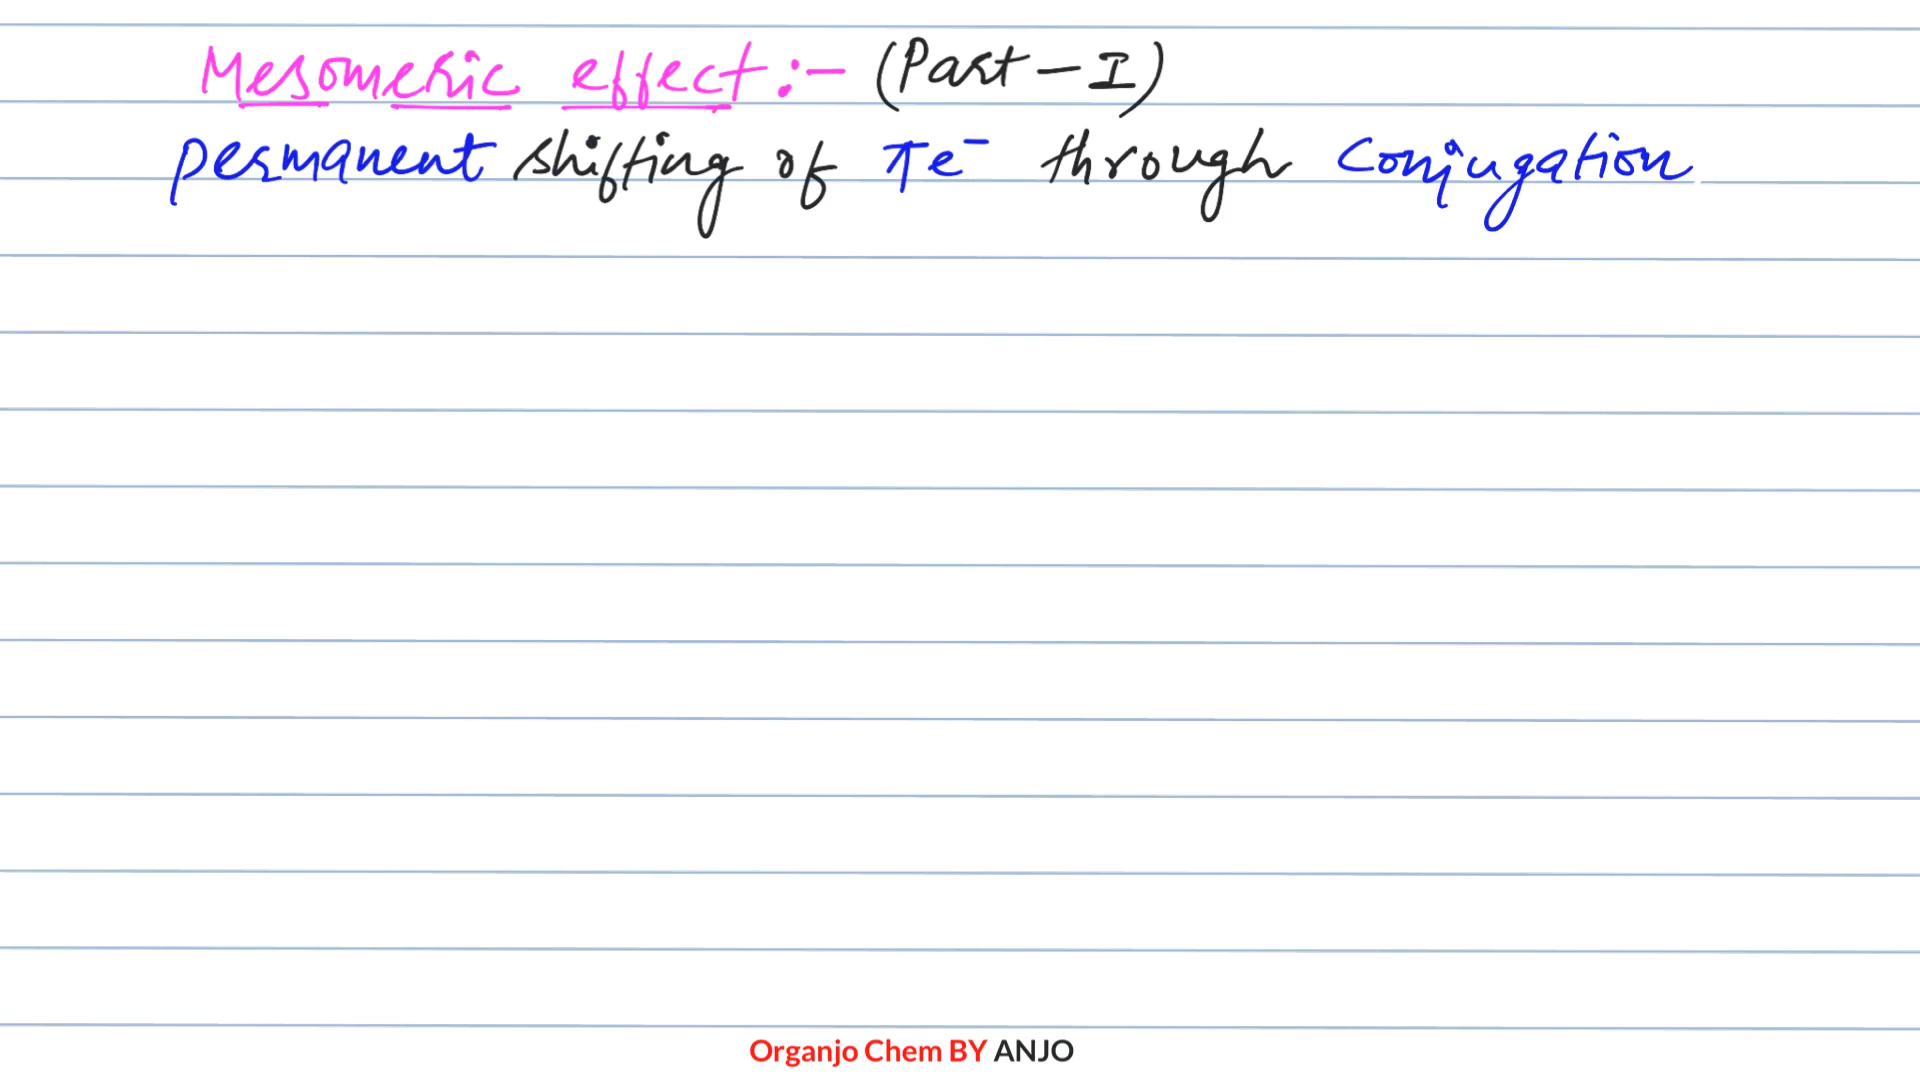 Mesomeric effect:- (Part-I)
permanent shifting of πe⁻ through Conjugation
Organjo Chem BY ANJO